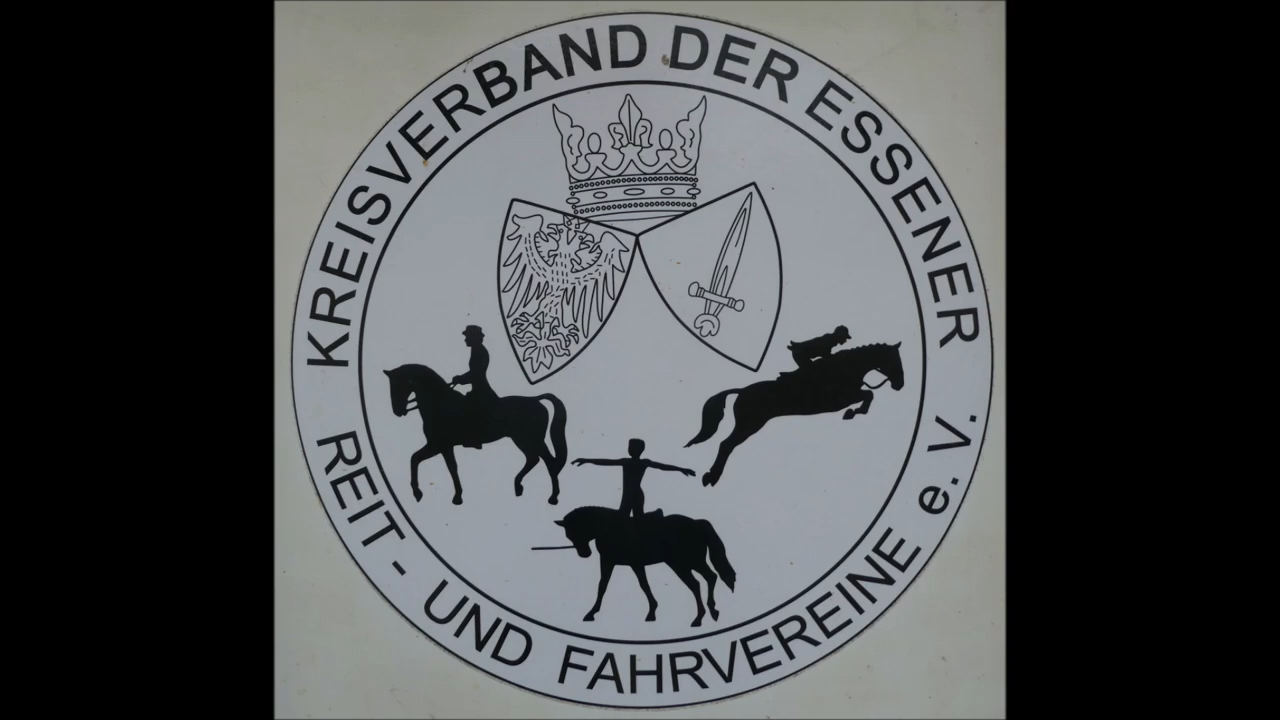 KREISVERBAND DER ESSENER
REIT - UND FAHRVEREINE e. V.